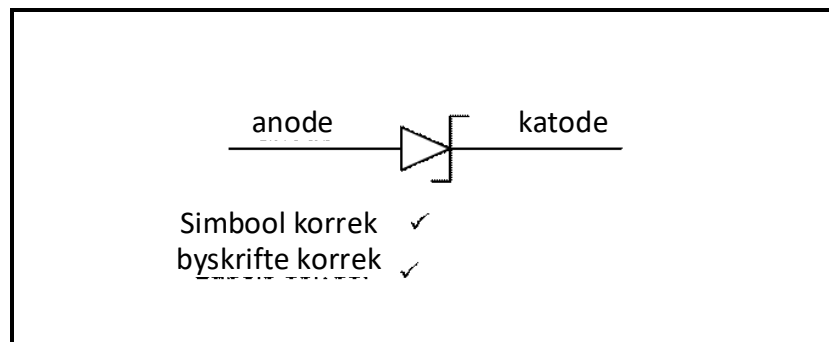 anode katode
Simbool korrek ✓
byskrifte korrek ✓